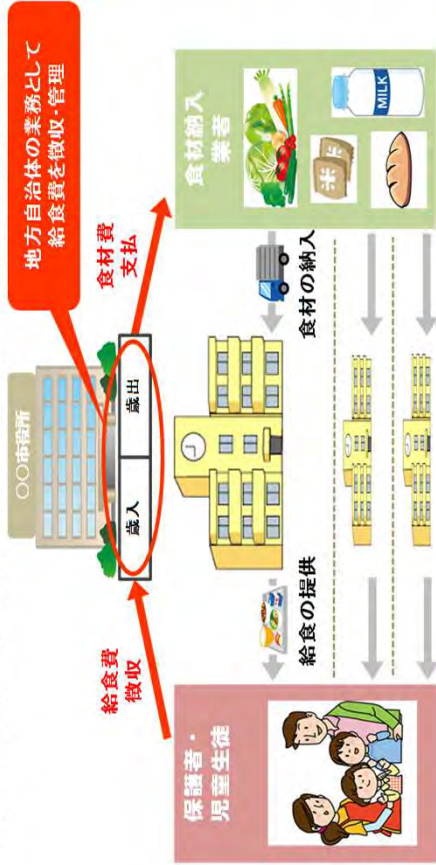 〇〇市役所
地方自治体の業務として
給食費を徴収・管理
歳入
歳出
給食費
徴収
食材費
支払
保護者・
児童生徒
給食の提供
食材の納入
食材納入
業者
米
米
MILK